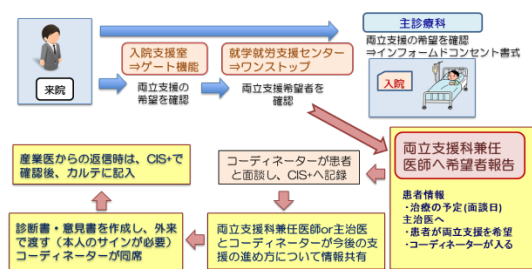 主診療科
両立支援の希望を確認
⇒インフォームドコンセント書式
入院
来院
入院支援室
⇒ゲート機能
両立支援の
希望を確認
就学就労支援センター
⇒ワンストップ
両立支援希望者を
確認
両立支援科兼任
医師へ希望者報告
患者情報
・治療の予定(面談日)
主治医へ
・患者が両立支援を希望
・コーディネーターが入る
コーディネーターが患者
と面談し、CIS+へ記録
両立支援科兼任医師or主治医
とコーディネーターが今後の支
援の進め方について情報共有
診断書・意見書を作成し、外来
で渡す（本人のサインが必要）
コーディネーターが同席
産業医からの返信時は、CIS+で
確認後、カルテに記入